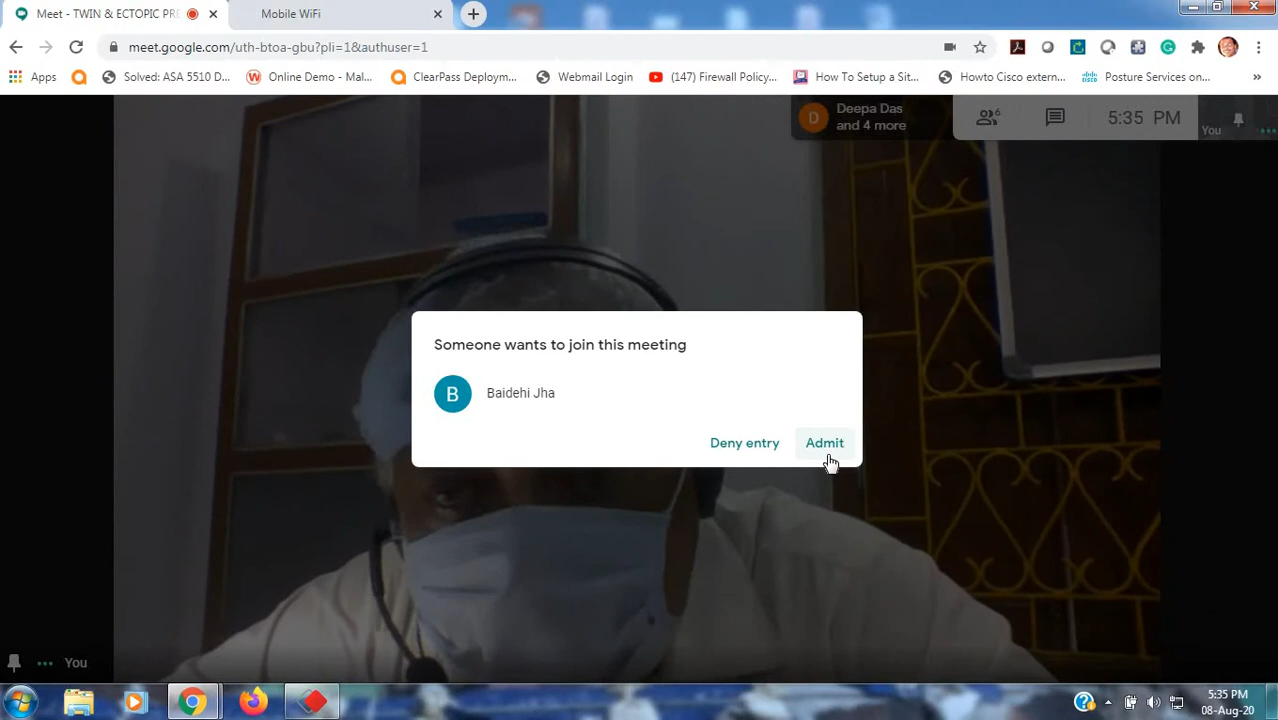 Meet - TWIN & ECTOPIC PRE
Mobile WiFi
meet.google.com/uth-btoa-gbu?pli=1&authuser=1
Apps
Solved: ASA 5510 D...
Online Demo - Mal...
ClearPass Deploym...
Webmail Login
(147) Firewall Policy...
How To Setup a Sit...
Howto Cisco extern...
Posture Services on...
D
Deepa Das
and 4 more
6
5:35 PM
You
Someone wants to join this meeting
B
Baidehi Jha
Deny entry
Admit
You
5:35 PM
08-Aug-20